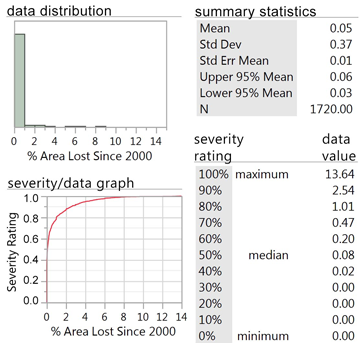 data distribution
0 2 4 6 8 10 12 14
% Area Lost Since 2000
severity/data graph
1.0
0.8
0.6
0.4
0.2
0.0
Severity Rating
0 2 4 6 8 10 12 14
% Area Lost Since 2000
summary statistics
Mean 0.05
Std Dev 0.37
Std Err Mean 0.01
Upper 95% Mean 0.06
Lower 95% Mean 0.03
N 1720.00
severity data
rating value
100% maximum 13.64
90% 2.54
80% 1.01
70% 0.47
60% 0.20
50% median 0.08
40% 0.02
30% 0.00
20% 0.00
10% 0.00
0% minimum 0.00